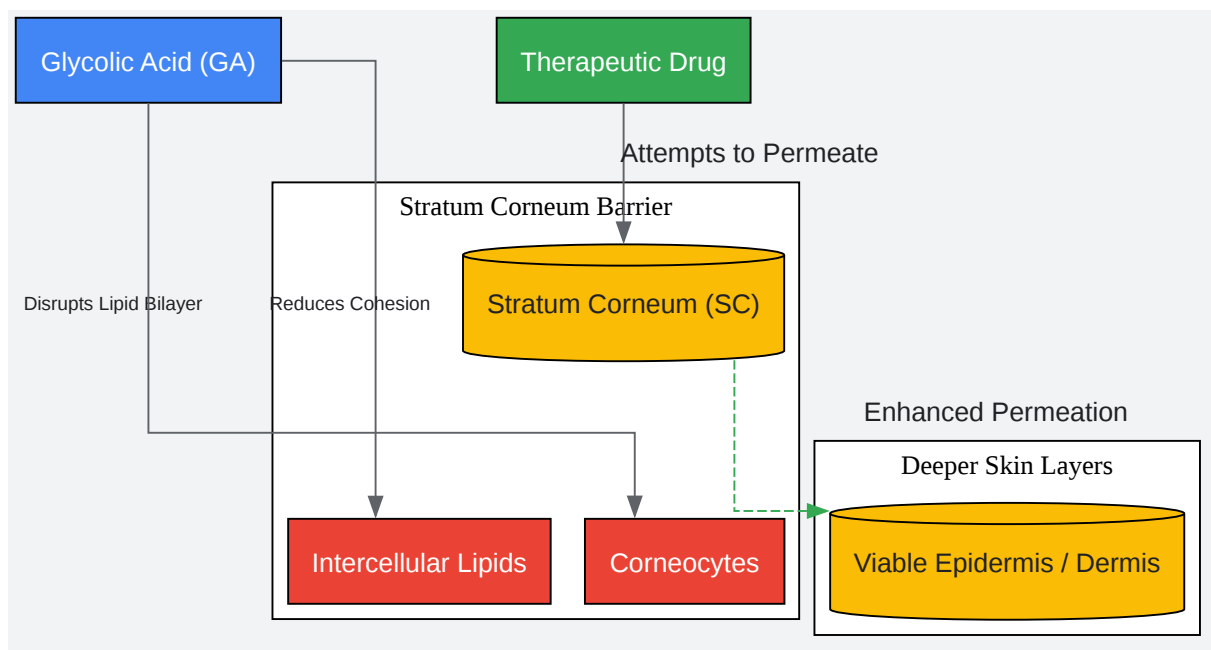 Glycolic Acid (GA)
Therapeutic Drug
Attempts to Permeate
Stratum Corneum Barrier
Disrupts Lipid Bilayer
Reduces Cohesion
Stratum Corneum (SC)
Enhanced Permeation
Deeper Skin Layers
Intercellular Lipids
Corneocytes
Viable Epidermis / Dermis